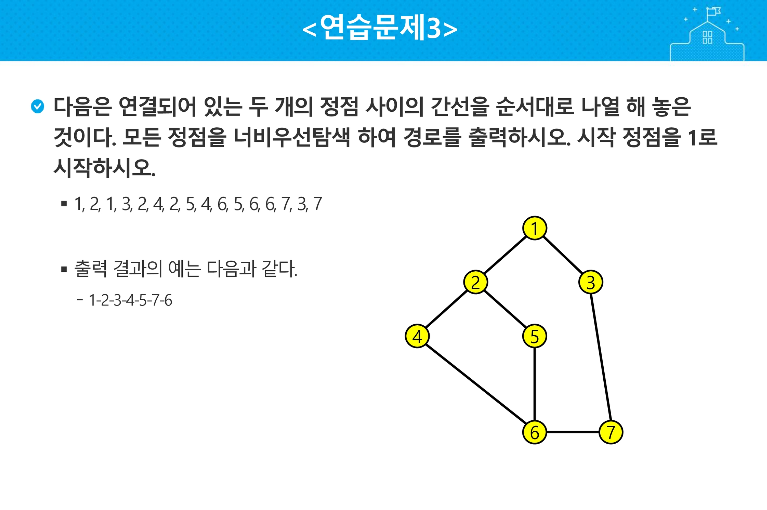 <연습문제3>
다음은 연결되어 있는 두 개의 정점 사이의 간선을 순서대로 나열 해 놓은
것이다. 모든 정점을 너비우선탐색 하여 경로를 출력하시오. 시작 정점을 1로
시작하시오.
▪ 1, 2, 1, 3, 2, 4, 2, 5, 4, 6, 5, 6, 6, 7, 3, 7
▪ 출력 결과의 예는 다음과 같다.
- 1-2-3-4-5-7-6
1
2
3
4
5
6
7